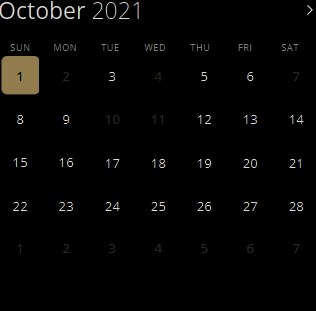 October 2021
SUN MON TUE WED THU FRI SAT
1 2 3 4 5 6 7
8 9 10 11 12 13 14
15 16 17 18 19 20 21
22 23 24 25 26 27 28
1 2 3 4 5 6 7